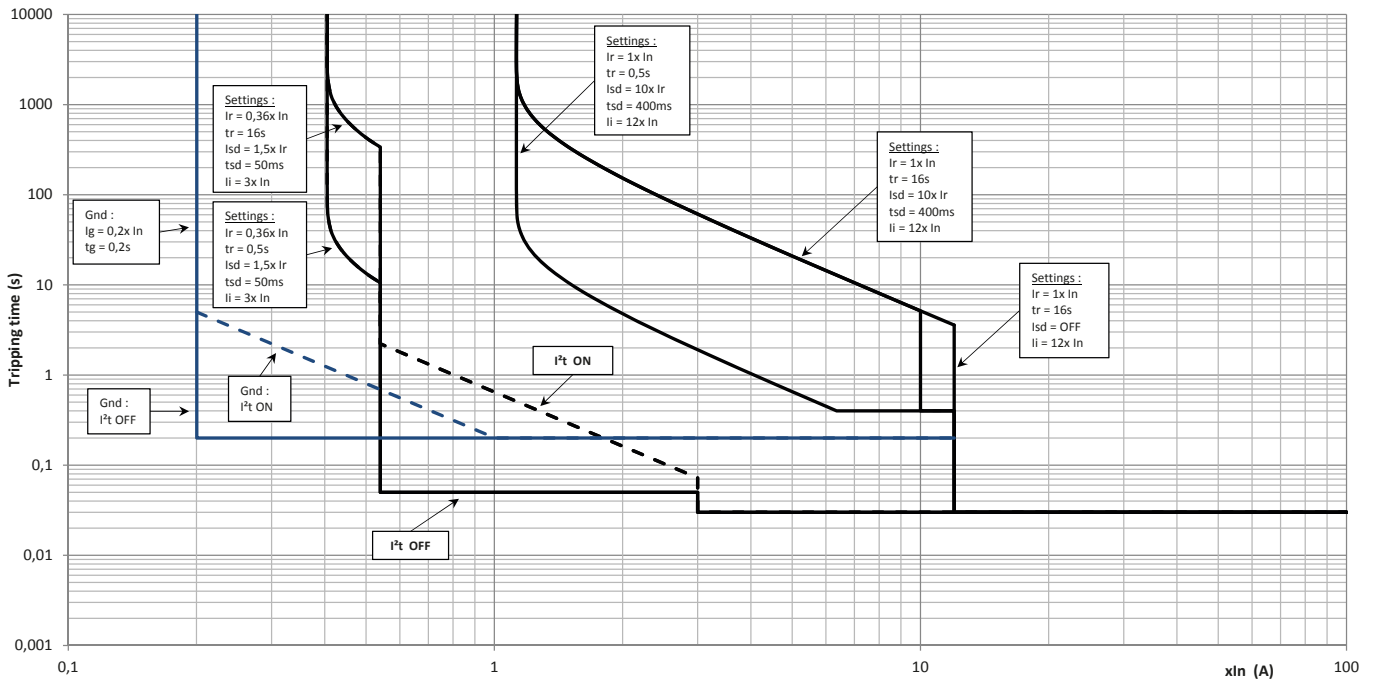 10000
1000
100
10
1
0,1
0,01
0,001
Tripping time (s)
0,1
1
10
100
xIn (A)
Settings :
Ir = 0,36x In
tr = 16s
Isd = 1,5x Ir
tsd = 50ms
Ii = 3x In
Settings :
Ir = 0,36x In
tr = 0,5s
Isd = 1,5x Ir
tsd = 50ms
Ii = 3x In
Gnd :
Ig = 0,2x In
tg = 0,2s
Gnd :
I²t OFF
Gnd :
I²t ON
Settings :
Ir = 1x In
tr = 0,5s
Isd = 10x Ir
tsd = 400ms
Ii = 12x In
Settings :
Ir = 1x In
tr = 16s
Isd = 10x Ir
tsd = 400ms
Ii = 12x In
Settings :
Ir = 1x In
tr = 16s
Isd = OFF
Ii = 12x In
I²t ON
I²t OFF